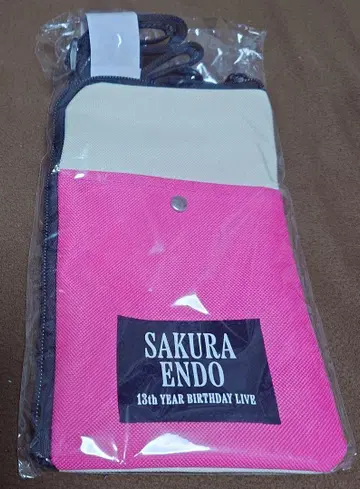 SAKURA
ENDO
13th YEAR BIRTHDAY LIVE